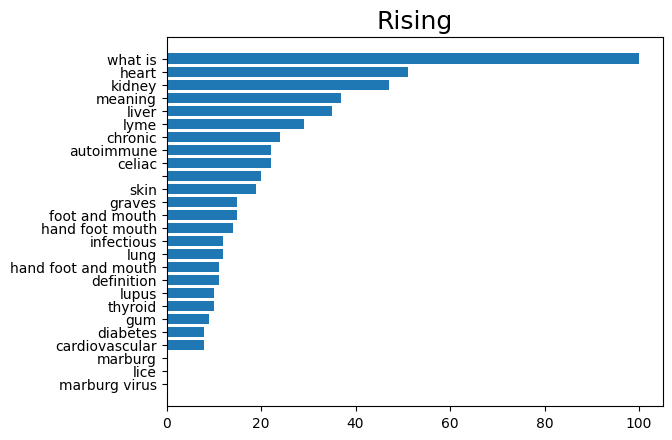 Rising
what is
heart
kidney
meaning
liver
lyme
chronic
autoimmune
celiac
skin
graves
foot and mouth
hand foot mouth
infectious
lung
hand foot and mouth
definition
lupus
thyroid
gum
diabetes
cardiovascular
marburg
lice
marburg virus
0 20 40 60 80 100